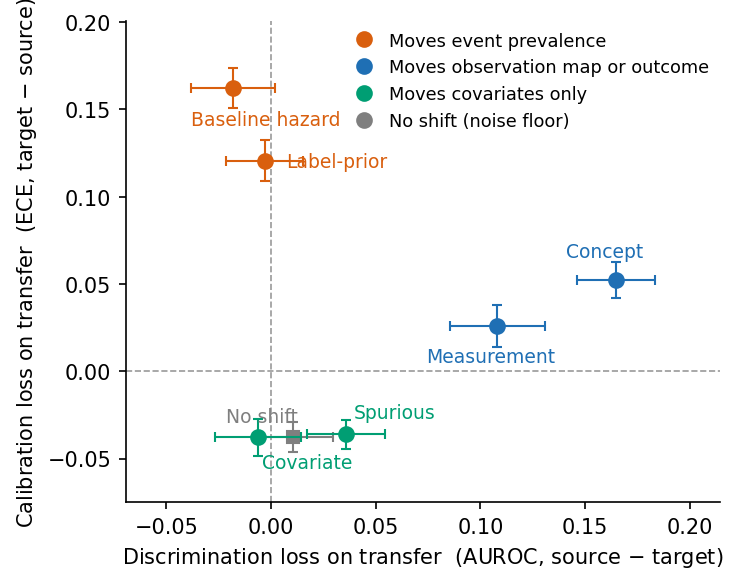 Calibration loss on transfer  (ECE, target − source)
0.20
0.15
0.10
0.05
0.00
−0.05
Moves event prevalence
Moves observation map or outcome
Moves covariates only
No shift (noise floor)
Baseline hazard
Label-prior
Concept
Measurement
No shift
Spurious
Covariate
−0.05
0.00
0.05
0.10
0.15
0.20
Discrimination loss on transfer  (AUROC, source − target)